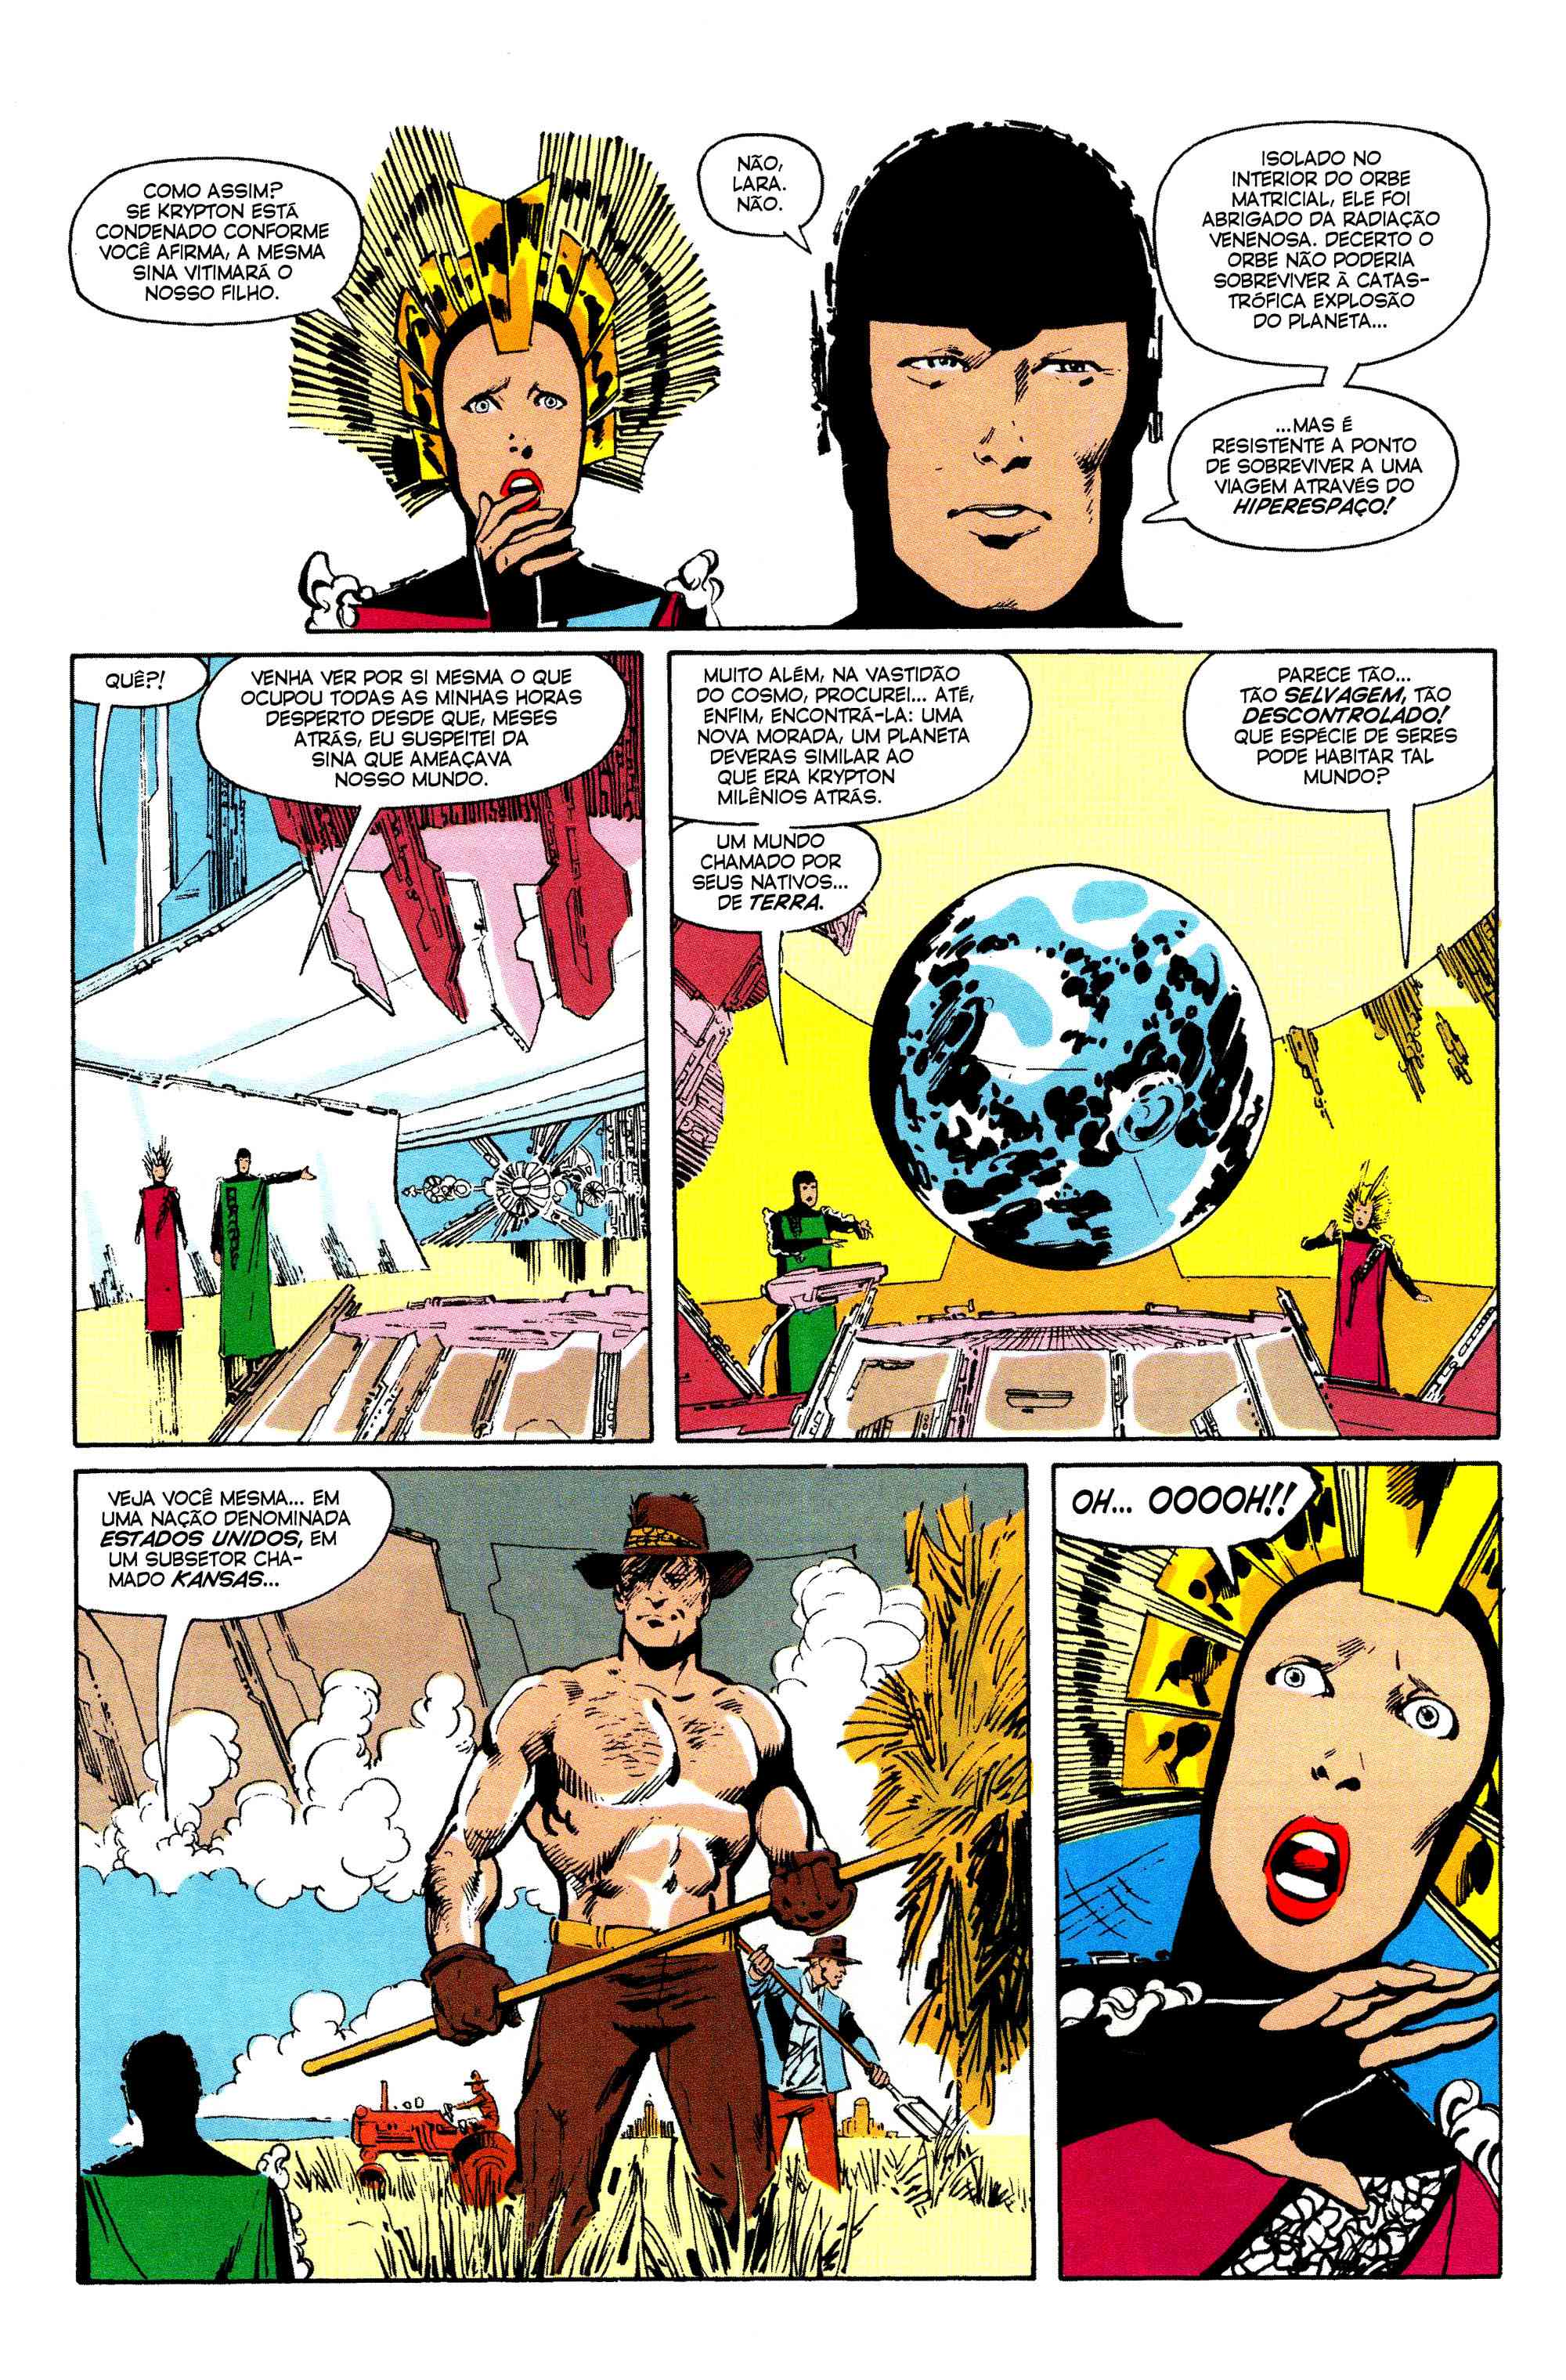 COMO ASSIM?
SE KRYPTON ESTÁ
CONDENADO CONFORME
VOCÊ AFIRMA, A MESMA
SINA VITIMARÁ O
NOSSO FILHO.
NÃO,
LARA.
NÃO.
ISOLADO NO
INTERIOR DO ORBE
MATRICIAL, ELE FOI
ABRIGADO DA RADIAÇÃO
VENENOSA. DECERTO O
ORBE NÃO PODERIA
SOBREVIVER À CATAS-
TRÓFICA EXPLOSÃO
DO PLANETA...
...MAS É
RESISTENTE A PONTO
DE SOBREVIVER A UMA
VIAGEM ATRAVÉS DO
HIPERESPAÇO!
QUÊ?!
VENHA VER POR SI MESMA O QUE
OCUPOU TODAS AS MINHAS HORAS
DESPERTO DESDE QUE, MESES
ATRÁS, EU SUSPEITEI DA
SINA QUE AMEAÇAVA
NOSSO MUNDO.
MUITO ALÉM, NA VASTIDÃO
DO COSMO, PROCUREI... ATÉ,
ENFIM, ENCONTRÁ-LA: UMA
NOVA MORADA, UM PLANETA
DEVERAS SIMILAR AO
QUE ERA KRYPTON
MILÊNIOS ATRÁS.
UM MUNDO
CHAMADO POR
SEUS NATIVOS...
DE TERRA.
PARECE TÃO...
TÃO SELVAGEM, TÃO
DESCONTROLADO!
QUE ESPÉCIE DE SERES
PODE HABITAR TAL
MUNDO?
VEJA VOCÊ MESMA... EM
UMA NAÇÃO DENOMINADA
ESTADOS UNIDOS, EM
UM SUBSETOR CHA-
MADO KANSAS...
OH... OOOOH!!